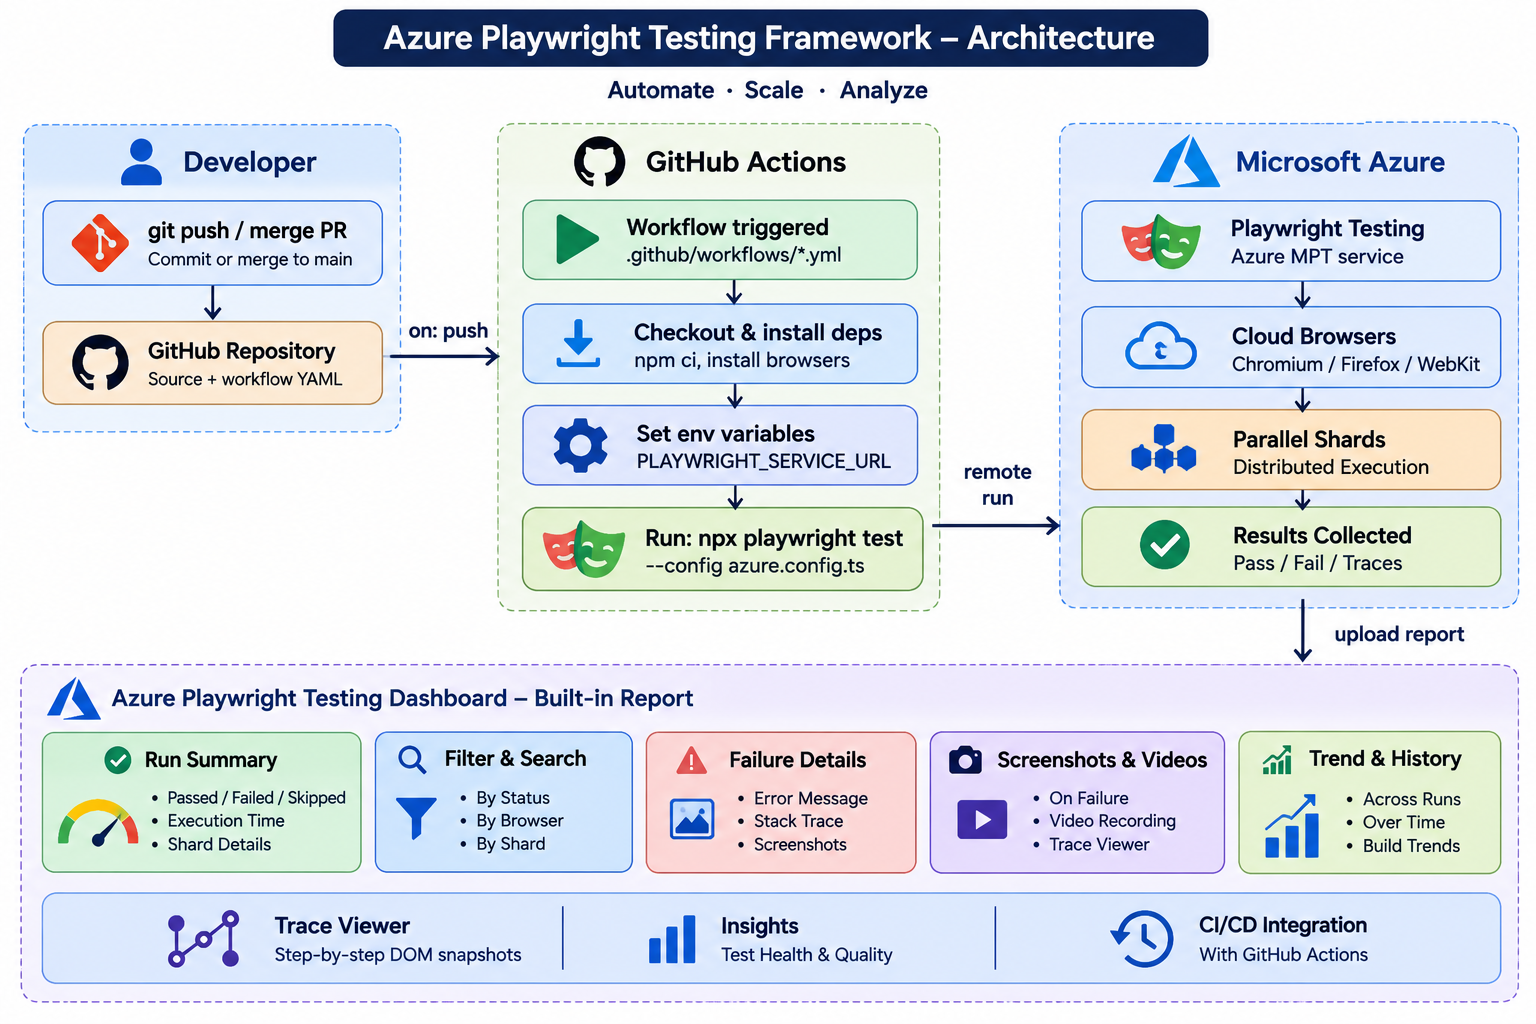 Azure Playwright Testing Framework – Architecture
Automate · Scale · Analyze
Developer
git push / merge PR
Commit or merge to main
GitHub Repository
Source + workflow YAML
on: push
GitHub Actions
Workflow triggered
.github/workflows/*.yml
Checkout & install deps
npm ci, install browsers
Set env variables
PLAYWRIGHT_SERVICE_URL
Run: npx playwright test
--config azure.config.ts
remote
run
Microsoft Azure
Playwright Testing
Azure MPT service
Cloud Browsers
Chromium / Firefox / WebKit
Parallel Shards
Distributed Execution
Results Collected
Pass / Fail / Traces
upload report
Azure Playwright Testing Dashboard – Built-in Report
Run Summary
• Passed / Failed / Skipped
• Execution Time
• Shard Details
Filter & Search
• By Status
• By Browser
• By Shard
Failure Details
• Error Message
• Stack Trace
• Screenshots
Screenshots & Videos
• On Failure
• Video Recording
• Trace Viewer
Trend & History
• Across Runs
• Over Time
• Build Trends
Trace Viewer
Step-by-step DOM snapshots
Insights
Test Health & Quality
CI/CD Integration
With GitHub Actions